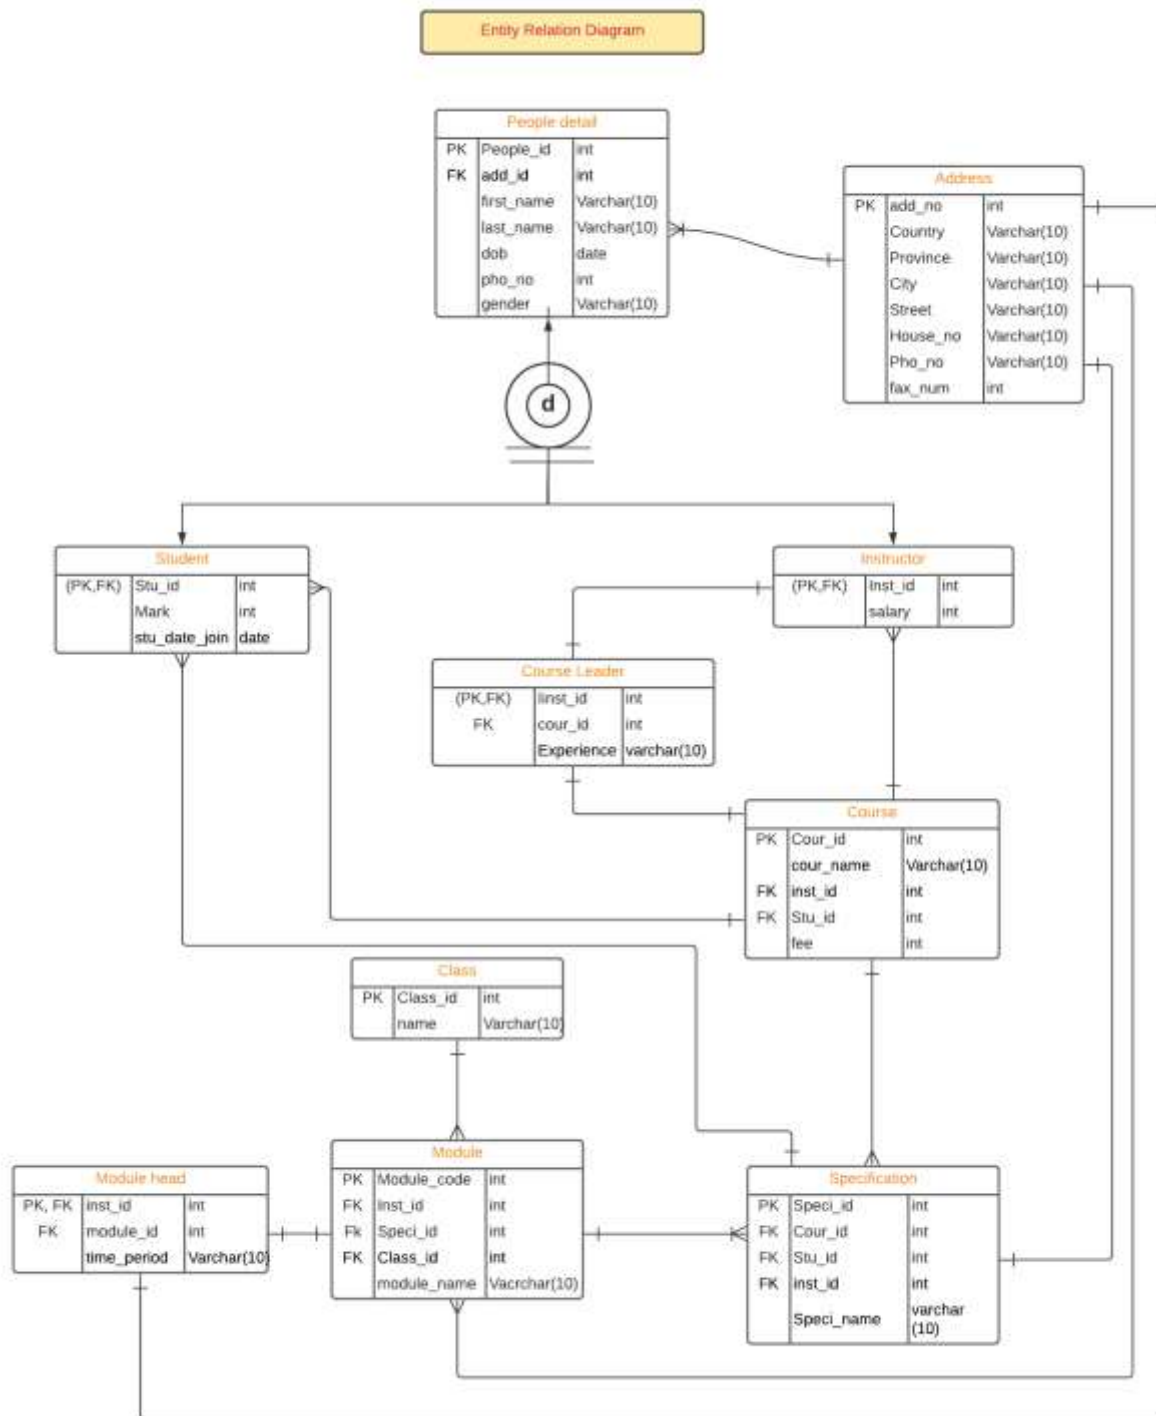 Entity Relation Diagram
People detail
PK People_id int
FK add_id int
first_name Varchar(10)
last_name Varchar(10)
dob date
pho_no int
gender Varchar(10)
Address
PK add_no int
Country Varchar(10)
Province Varchar(10)
City Varchar(10)
Street Varchar(10)
House_no Varchar(10)
Pho_no Varchar(10)
fax_num int
d
Student
(PK,FK) Stu_id int
Mark int
stu_date_join date
Instructor
(PK,FK) Inst_id int
salary int
Course Leader
(PK,FK) Iinst_id int
FK cour_id int
Experience varchar(10)
Course
PK Cour_id int
cour_name Varchar(10)
FK inst_id int
FK Stu_id int
fee int
Class
PK Class_id int
name Varchar(10)
Module head
PK, FK inst_id int
FK module_id int
time_period Varchar(10)
Module
PK Module_code int
FK Inst_id int
Fk Speci_id int
FK Class_id int
module_name Vacrchar(10)
Specification
PK Speci_id int
FK Cour_id int
FK Stu_id int
FK inst_id int
Speci_name varchar
(10)